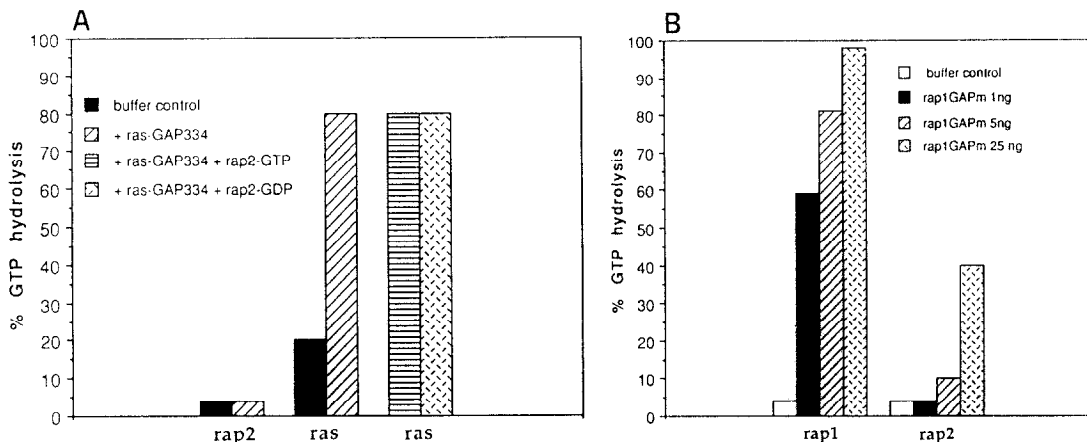 A
% GTP hydrolysis
100
90
80
70
60
50
40
30
20
10
0
buffer control
+ ras-GAP334
+ ras-GAP334 + rap2-GTP
+ ras-GAP334 + rap2-GDP
rap2
ras
ras
B
% GTP hydrolysis
100
90
80
70
60
50
40
30
20
10
0
buffer control
rap1GAPm 1ng
rap1GAPm 5ng
rap1GAPm 25 ng
rap1
rap2